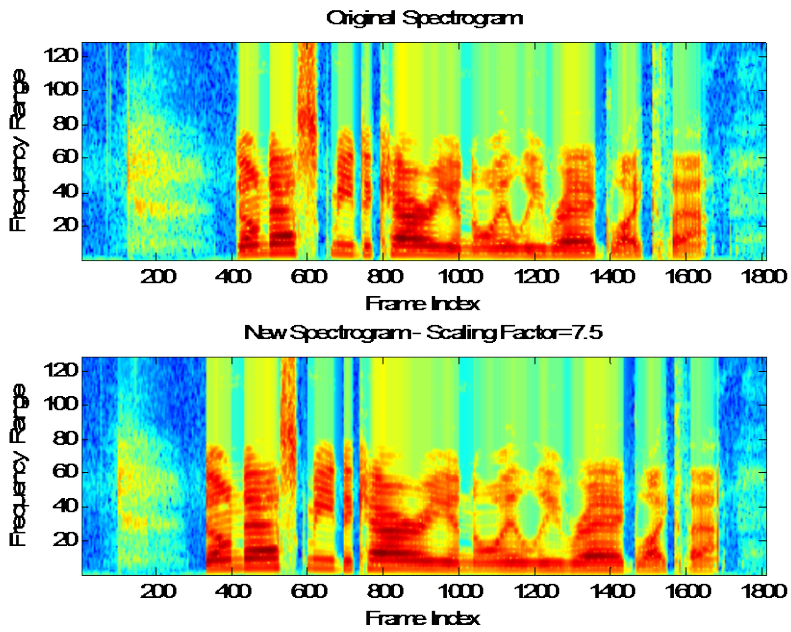 Original Spectrogram
120
100
80
60
40
20
Frequency Range
200 400 600 800 1000 1200 1400 1600 1800
Frame Index
New Spectrogram - Scaling Factor=7.5
120
100
80
60
40
20
Frequency Range
200 400 600 800 1000 1200 1400 1600 1800
Frame Index